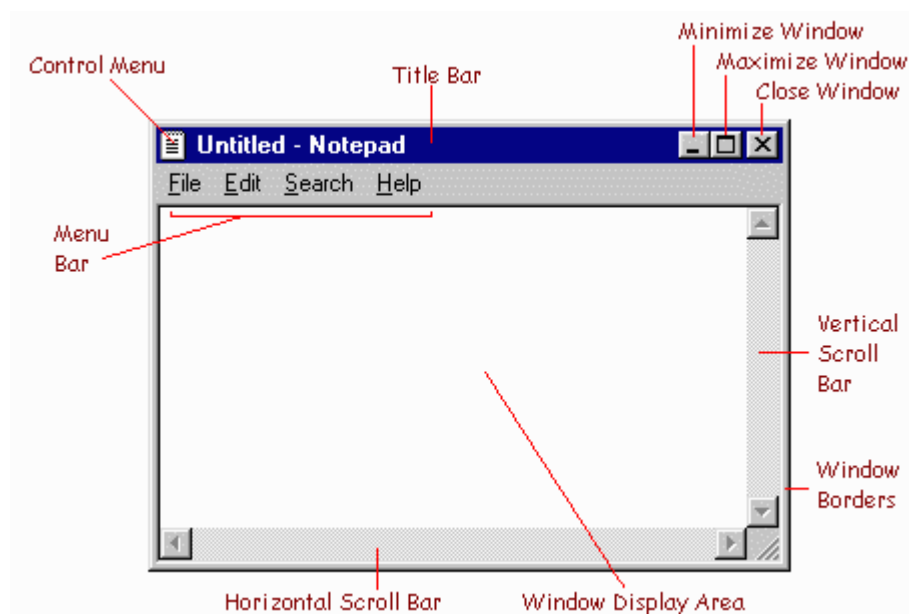 Minimize Window
Control Menu
Title Bar
Maximize Window
Close Window
Untitled - Notepad
File Edit Search Help
Menu
Bar
Vertical
Scroll
Bar
Window
Borders
Horizontal Scroll Bar
Window Display Area